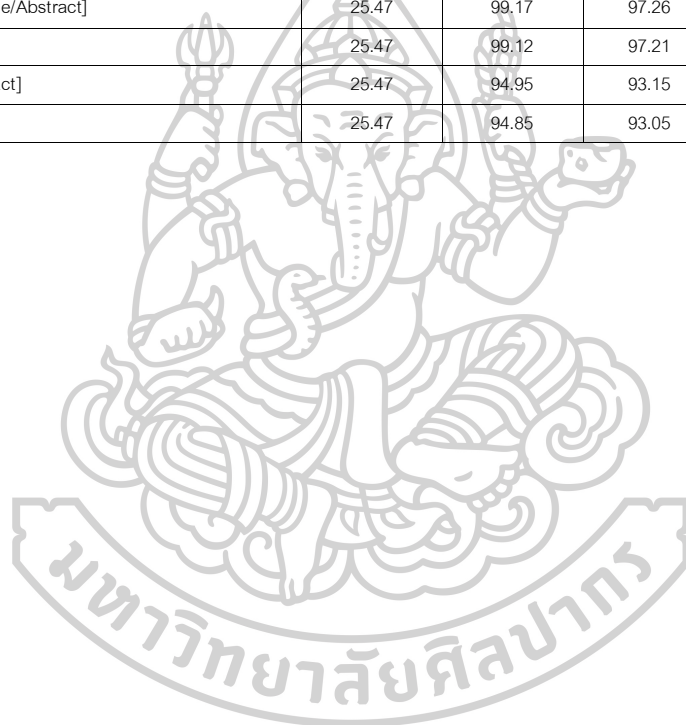 e/Abstract] 25.47 99.17 97.26
25.47 99.12 97.21
ct] 25.47 94.95 93.15
25.47 94.85 93.05
มหาวิทยาลัยศิลปากร